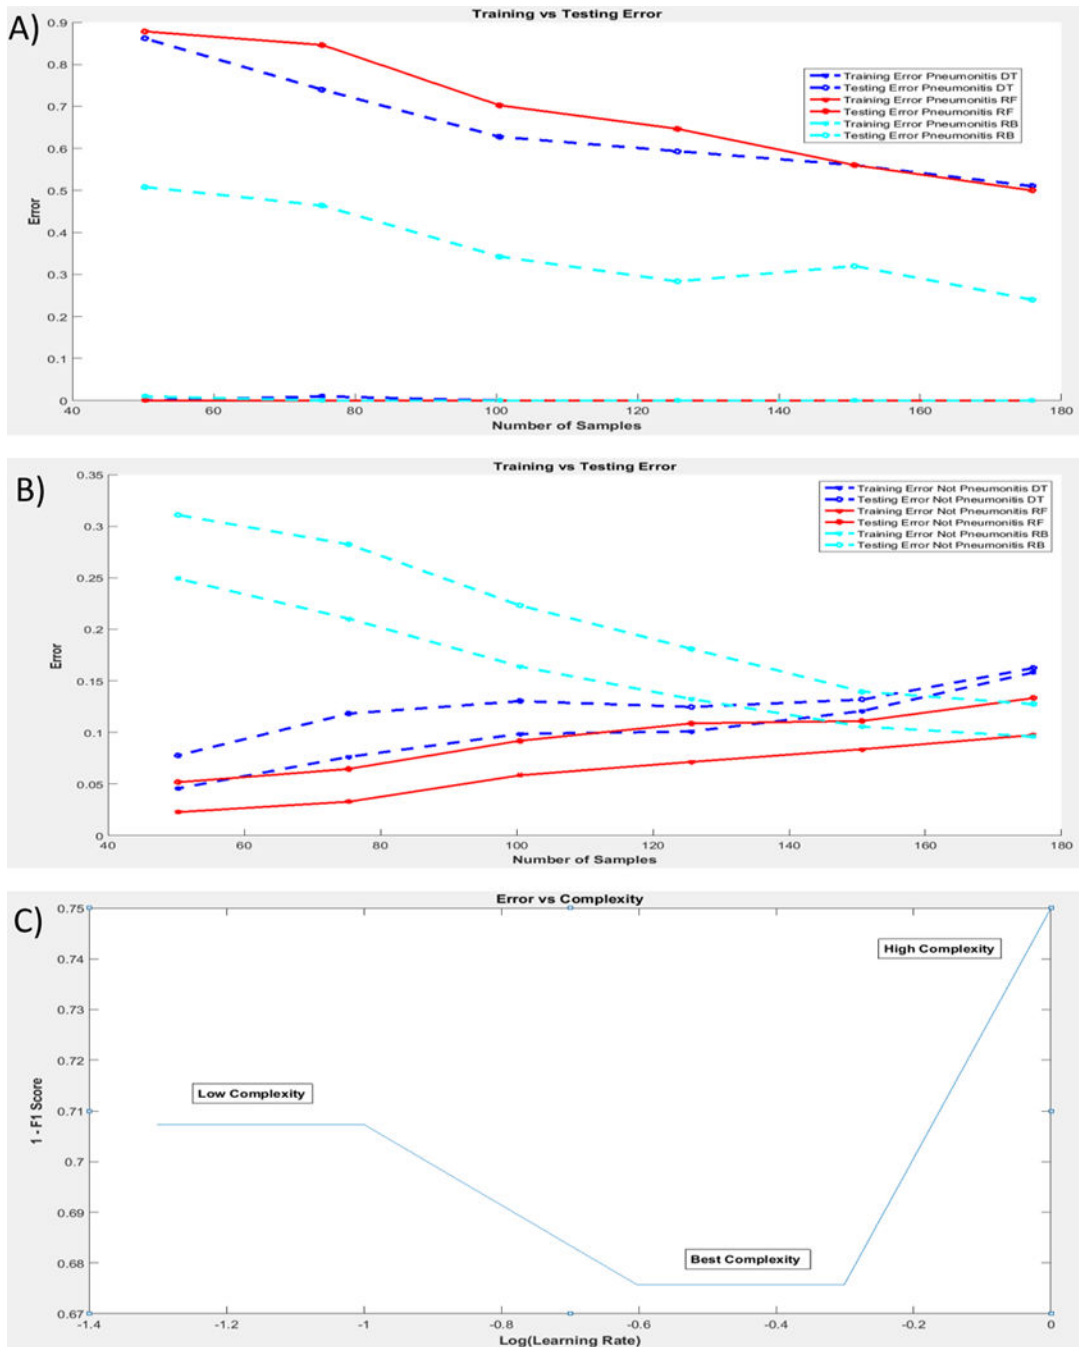 A)
Training vs Testing Error
0.9
0.8
0.7
0.6
0.5
0.4
0.3
0.2
0.1
0
Error
Training Error Pneumonitis DT
Testing Error Pneumonitis DT
Training Error Pneumonitis RF
Testing Error Pneumonitis RF
Training Error Pneumonitis RB
Testing Error Pneumonitis RB
40 60 80 100 120 140 160 180
Number of Samples
B)
Training vs Testing Error
0.35
0.3
0.25
0.2
0.15
0.1
0.05
0
Error
Training Error Not Pneumonitis DT
Testing Error Not Pneumonitis DT
Training Error Not Pneumonitis RF
Testing Error Not Pneumonitis RF
Training Error Not Pneumonitis RB
Testing Error Not Pneumonitis RB
40 60 80 100 120 140 160 180
Number of Samples
C)
Error vs Complexity
0.75
0.74
0.73
0.72
0.71
0.7
0.69
0.68
0.67
1 - F1 Score
High Complexity
Low Complexity
Best Complexity
-1.4 -1.2 -1 -0.8 -0.6 -0.4 -0.2 0
Log(Learning Rate)